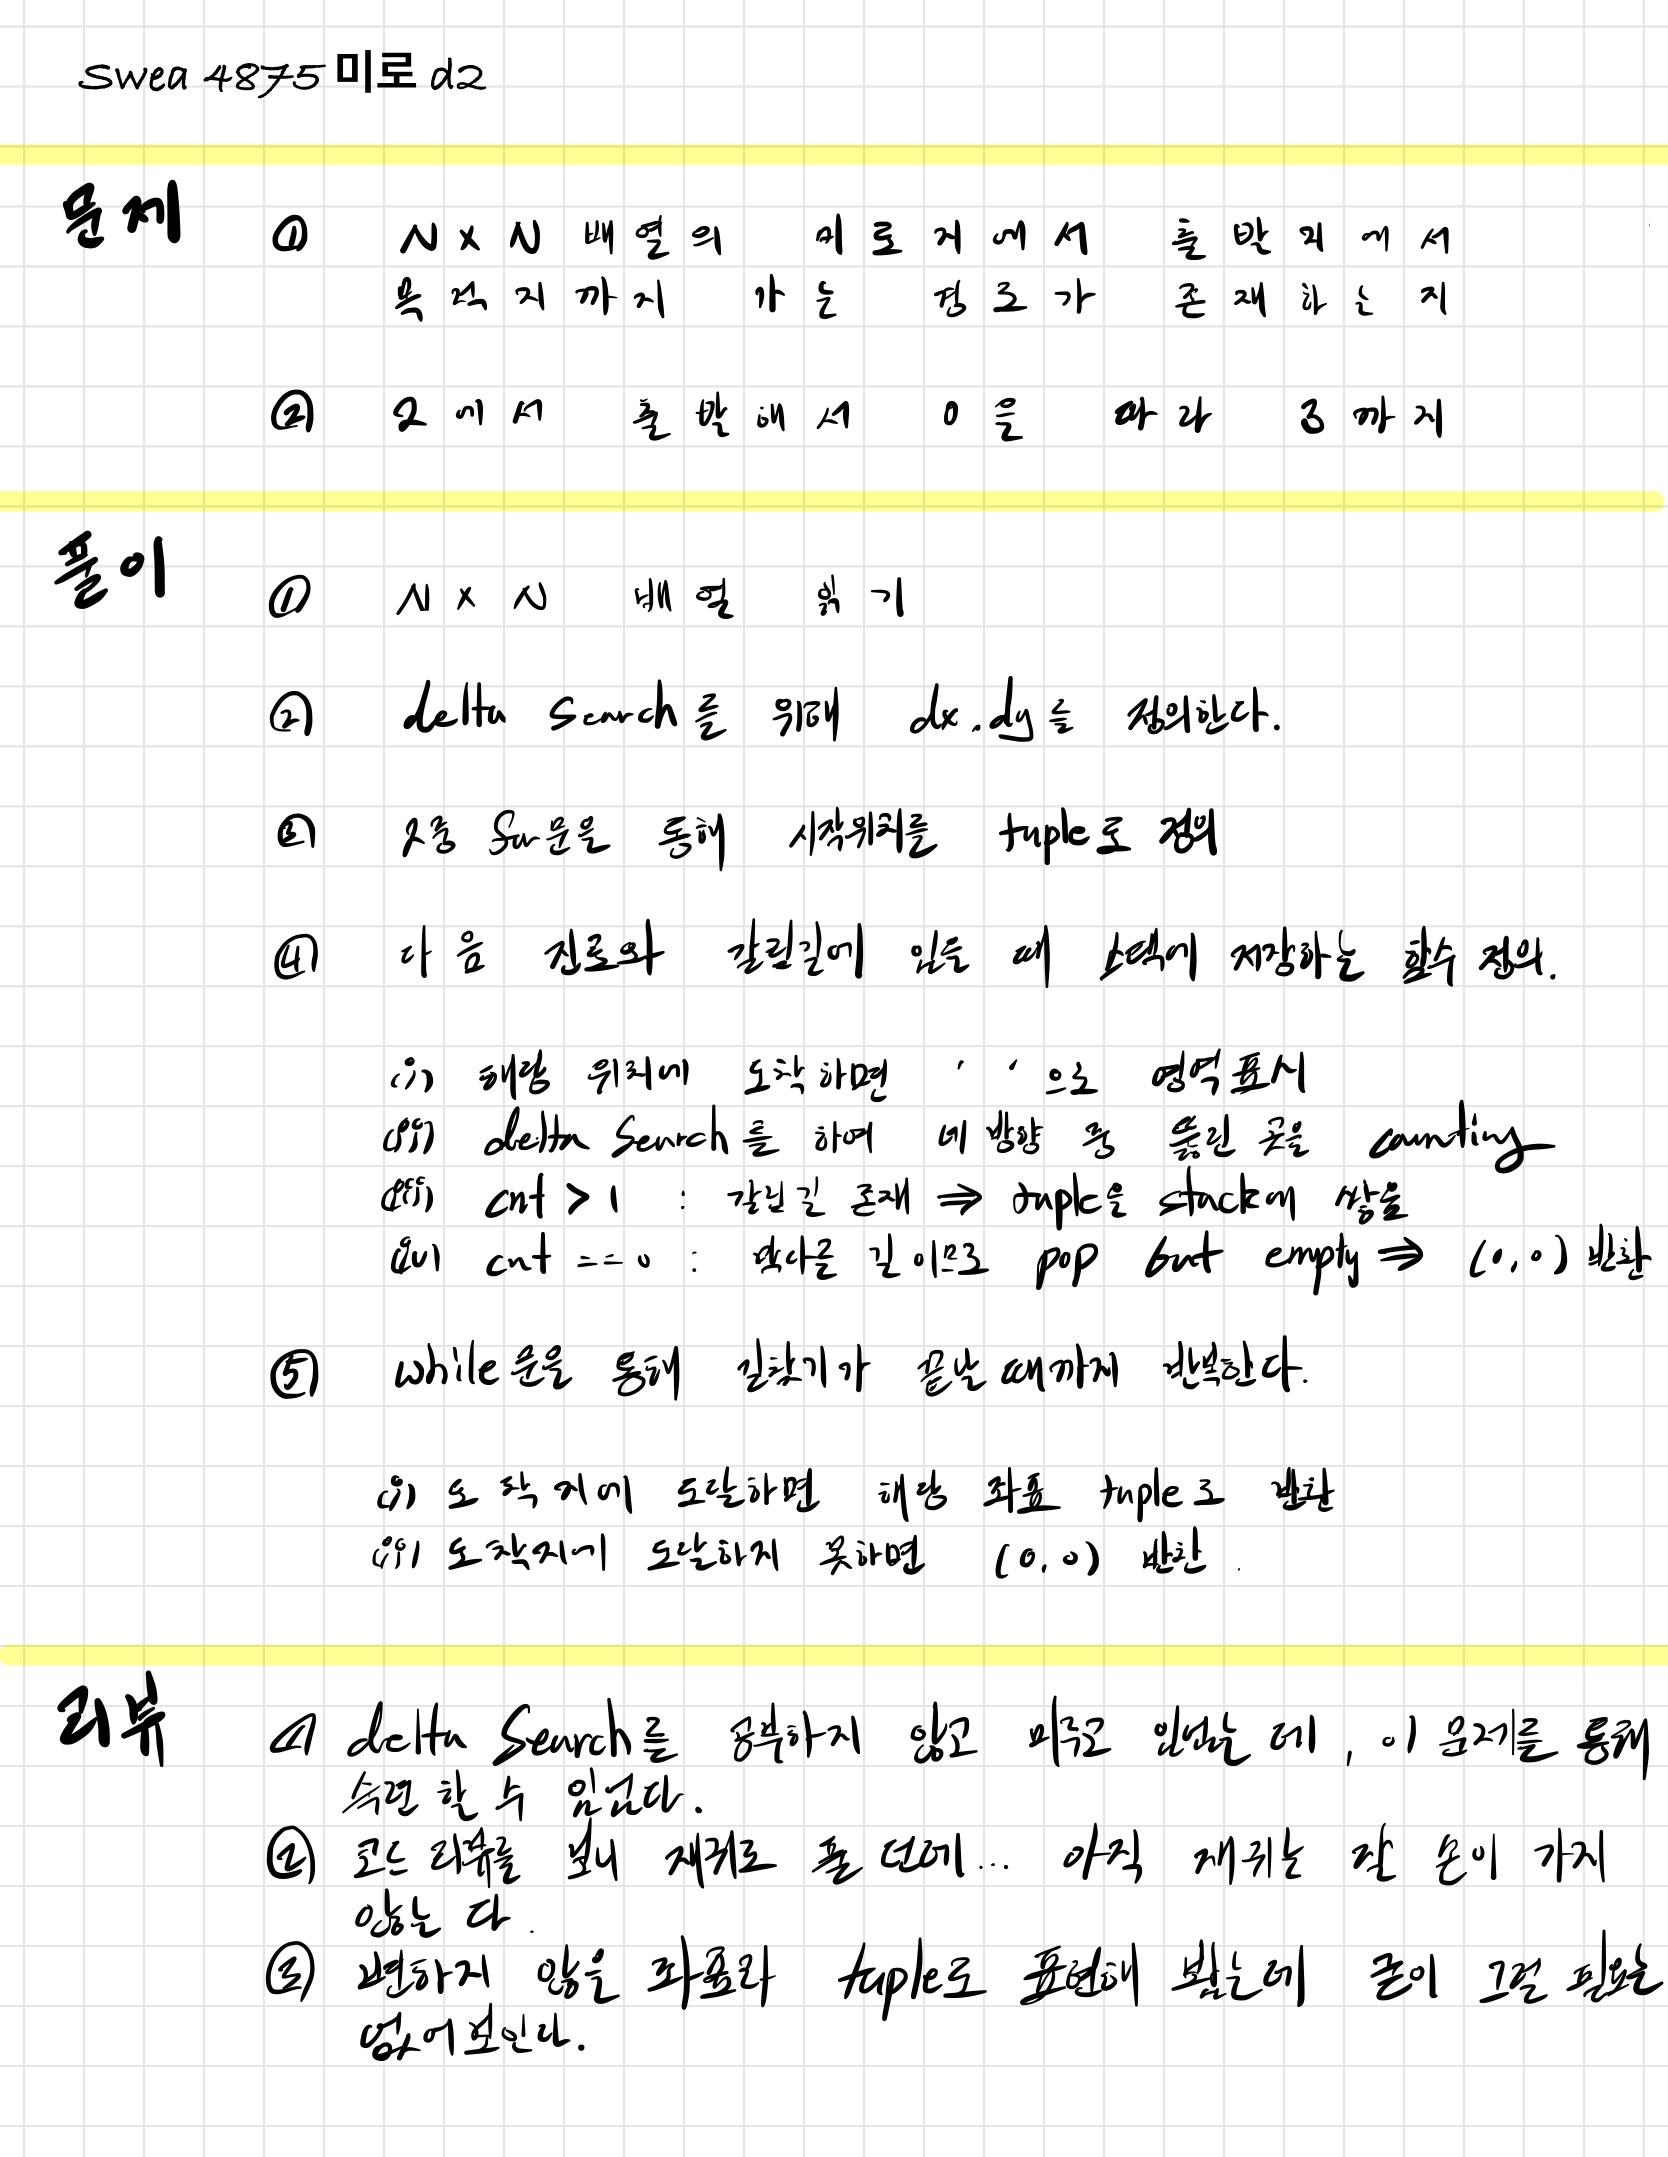 swea 4875 미로 d2
문제
① N x N 배열의 미로지에서 출발지에서
목적지까지 가는 경로가 존재하는지
② 2에서 출발해서 0을 따라 3까지
풀이
① N x N 배열 읽기
② delta search를 위해 dx, dy를 정의한다.
③ 2중 for문을 통해 시작위치를 tuple로 정의
④ 다음 진로와 갈림길에 있을 때 스택에 저장하는 함수 정의.
(i) 해당 위치에 도착하면 ' '으로 영역표시
(ii) delta search를 하여 네방향 중 뚫린 곳을 counting
(iii) cnt > 1 : 갈림길 존재 ⇒ tuple을 stack에 쌓음
(iv) cnt == 0 : 막다른 길이므로 pop but empty ⇒ (0,0) 반환
⑤ while문을 통해 길찾기가 끝날때까지 반복한다.
(i) 도착지에 도달하면 해당 좌표 tuple로 반환
(ii) 도착지에 도달하지 못하면 (0,0) 반환.
리뷰
① delta Search를 공부하지 않고 미루고 있었는데, 이 문제를 통해
숙련할 수 있었다.
② 코드 리뷰를 보니 재귀로 풀던데... 아직 재귀는 잘 손이 가지
않는다.
③ 변하지 않을 좌표라 tuple로 표현해 봤는데 굳이 그럴 필요는
없어보인다.